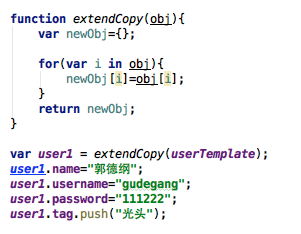 function extendCopy(obj){
    var newObj={};

    for(var i in obj){
        newObj[i]=obj[i];
    }
    return newObj;
}

var user1 = extendCopy(userTemplate);
user1.name="郭德纲";
user1.username="gudegang";
user1.password="111222";
user1.tag.push("光头");